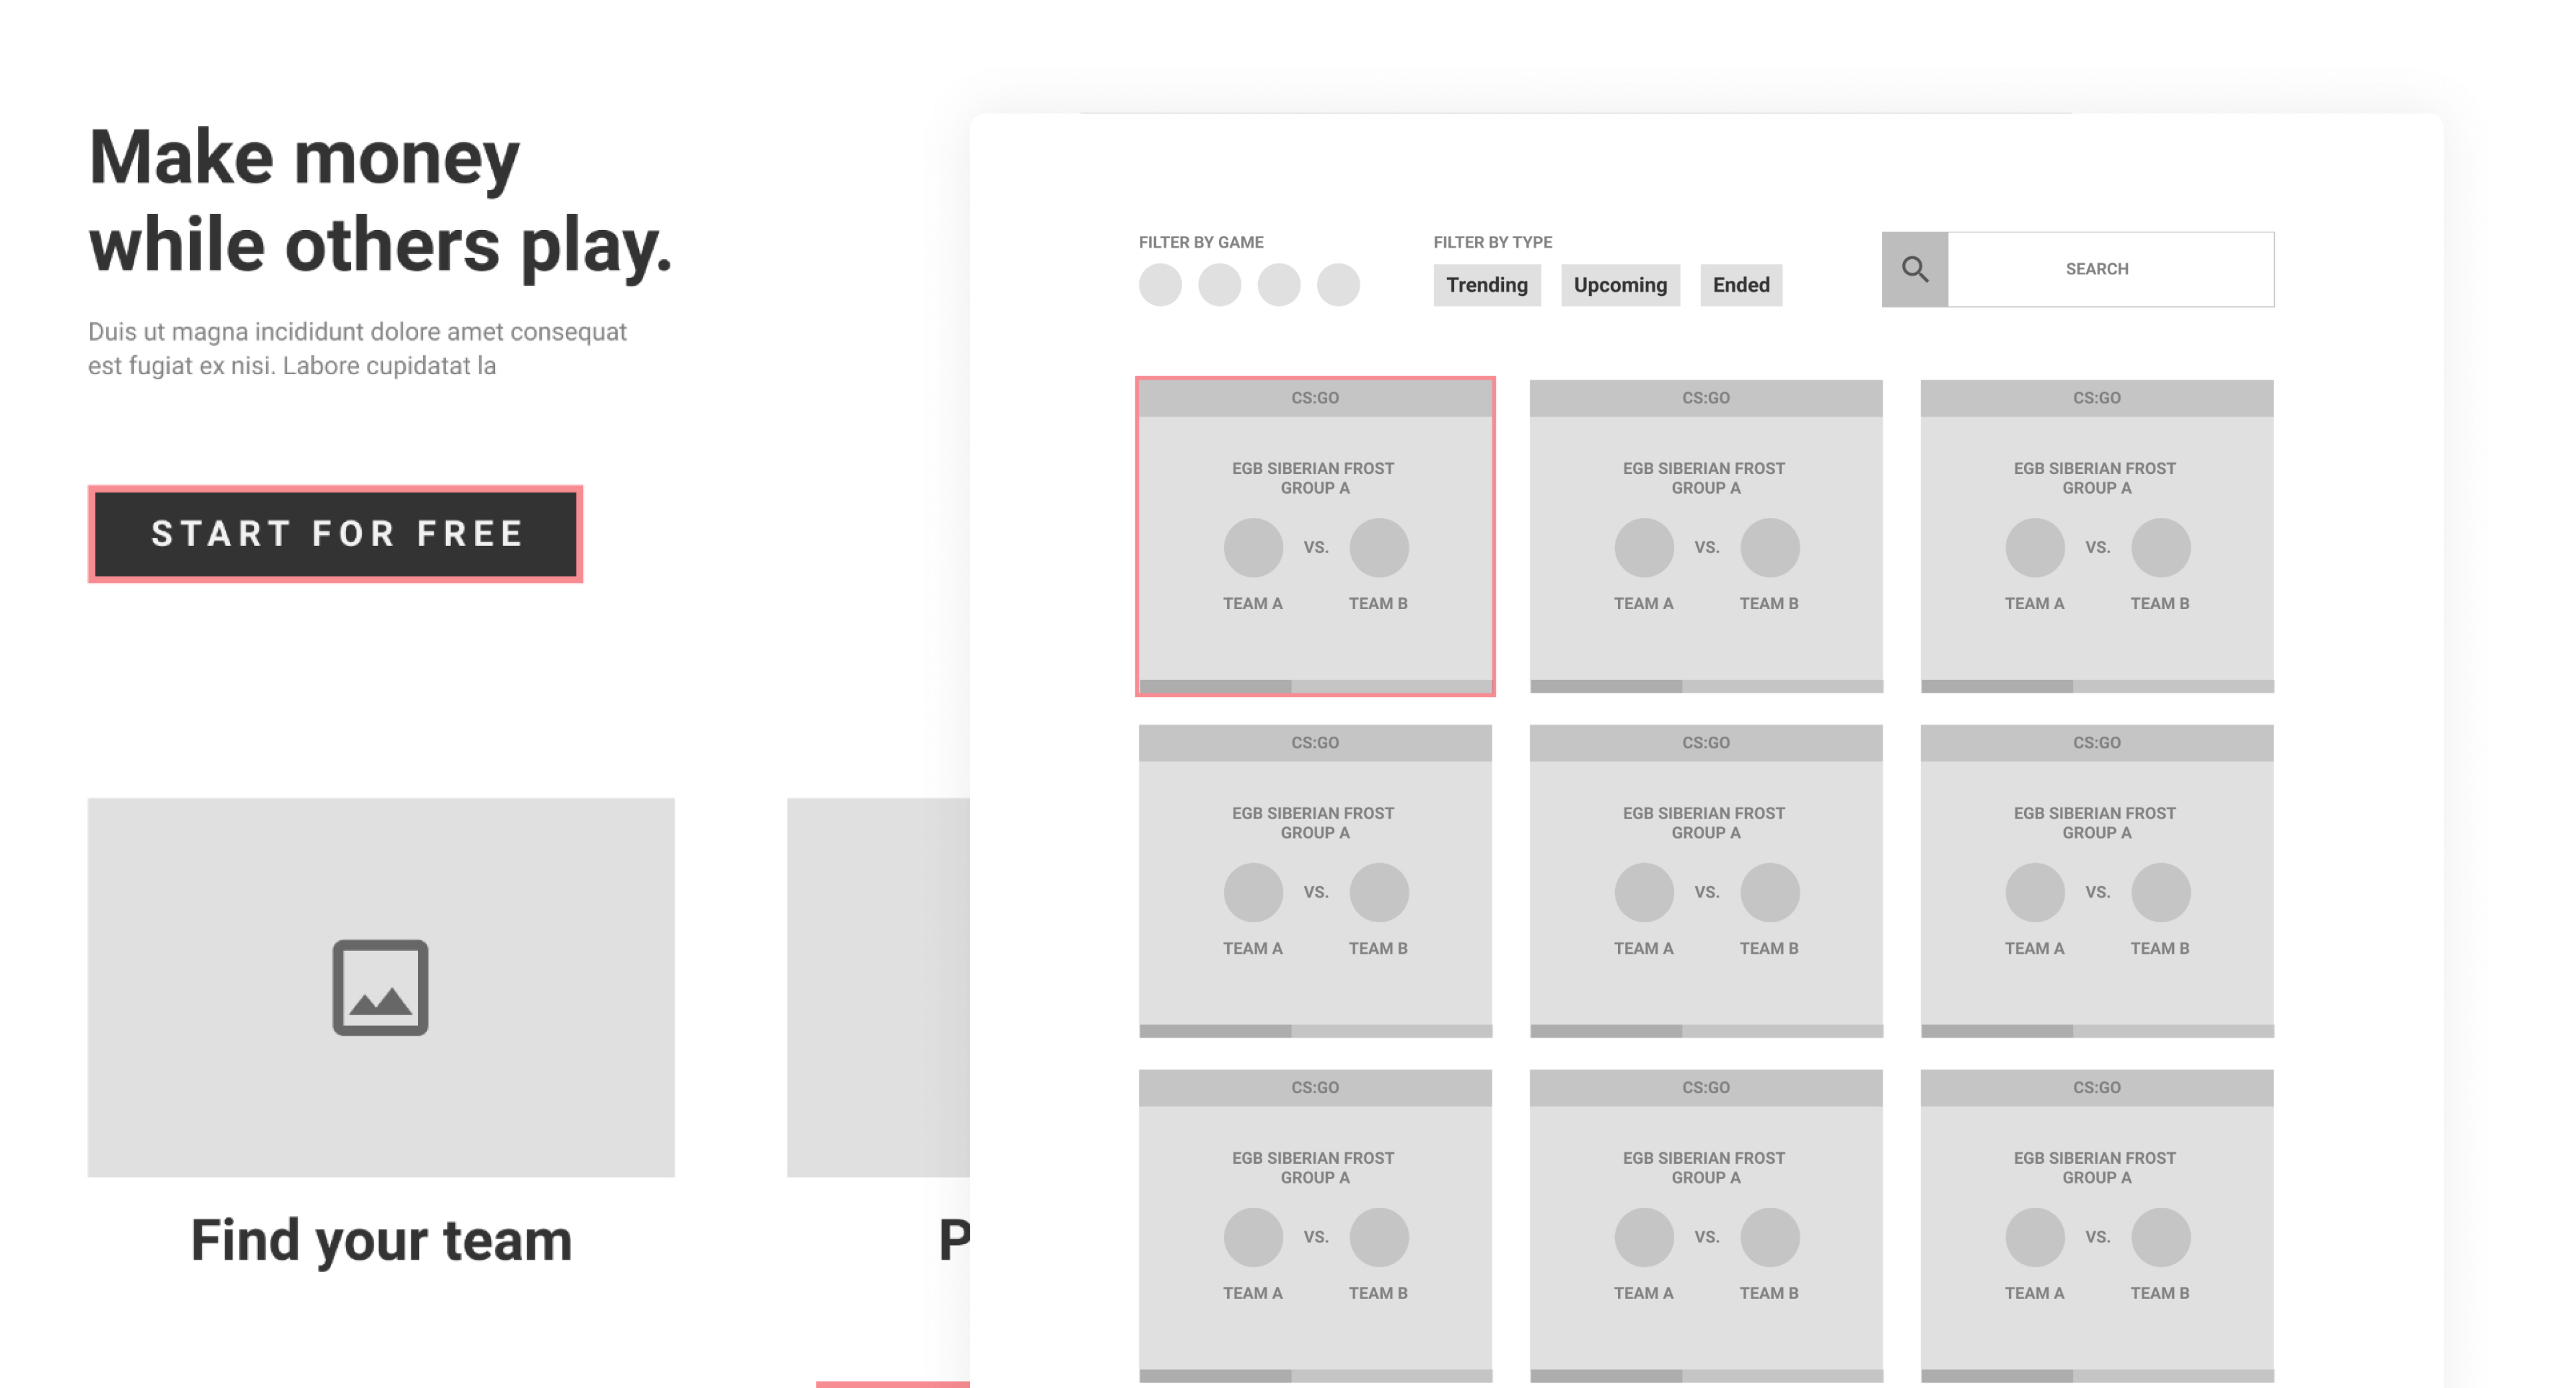 Make money
while others play.
Duis ut magna incididunt dolore amet consequat
est fugiat ex nisi. Labore cupidatat la
START FOR FREE
Find your team
P
FILTER BY GAME
FILTER BY TYPE
Trending Upcoming Ended
SEARCH
CS:GO CS:GO CS:GO
EGB SIBERIAN FROST EGB SIBERIAN FROST EGB SIBERIAN FROST
GROUP A GROUP A GROUP A
VS. VS. VS.
TEAM A TEAM B TEAM A TEAM B TEAM A TEAM B
CS:GO CS:GO CS:GO
EGB SIBERIAN FROST EGB SIBERIAN FROST EGB SIBERIAN FROST
GROUP A GROUP A GROUP A
VS. VS. VS.
TEAM A TEAM B TEAM A TEAM B TEAM A TEAM B
CS:GO CS:GO CS:GO
EGB SIBERIAN FROST EGB SIBERIAN FROST EGB SIBERIAN FROST
GROUP A GROUP A GROUP A
VS. VS. VS.
TEAM A TEAM B TEAM A TEAM B TEAM A TEAM B